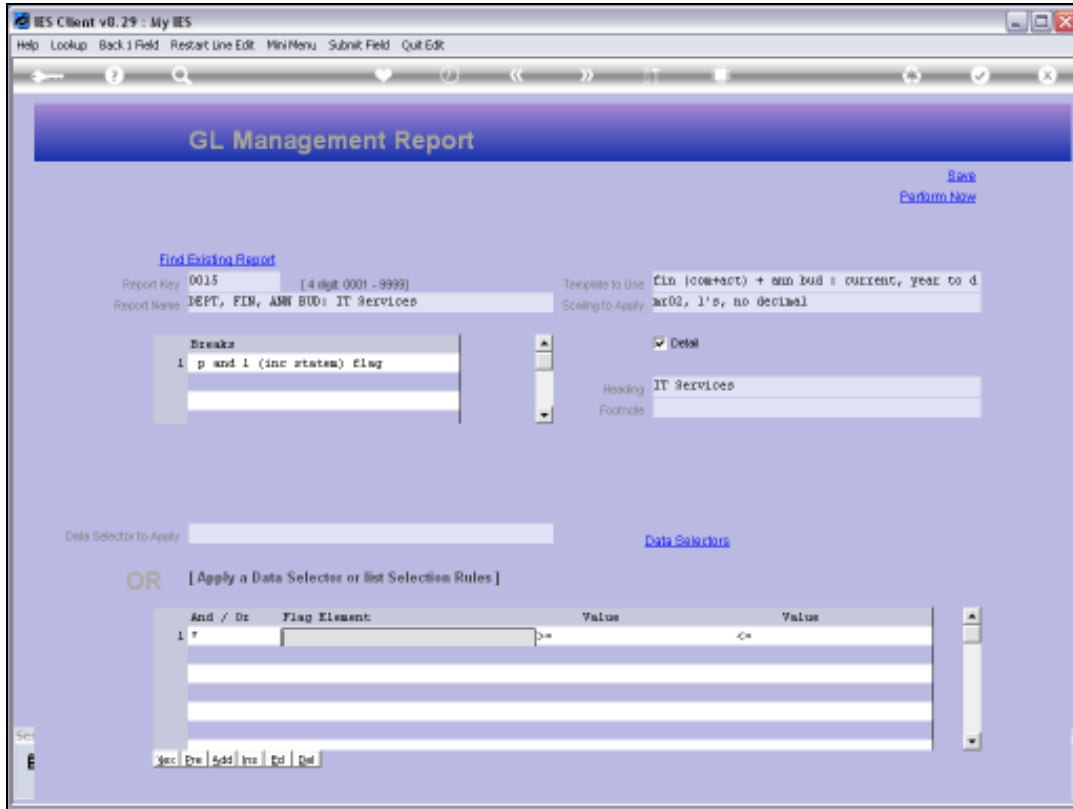 IES Client v8.29 : My IES
Help Lookup Back 1 Field Restart Line Edit Mini Menu Submit Field Quit Edit
GL Management Report
Save
Perform Now
Find Existing Report
Report Key 0015 [ 4 digit 0001 - 9999] Template to Use fin (com+act) + ann bud : current, year to d
Report Name DEPT, FIN, ANN BUD: IT Services Scaling to Apply mr02, 1's, no decimal
Breaks Detail
1 p and l (inc statem) flag
Heading IT Services
Footnote
Data Selector to Apply Data Selectors
OR [ Apply a Data Selector or list Selection Rules ]
And / Or Flag Element Value Value
1 >= <=
Nex Pre Add Ins Ed Del